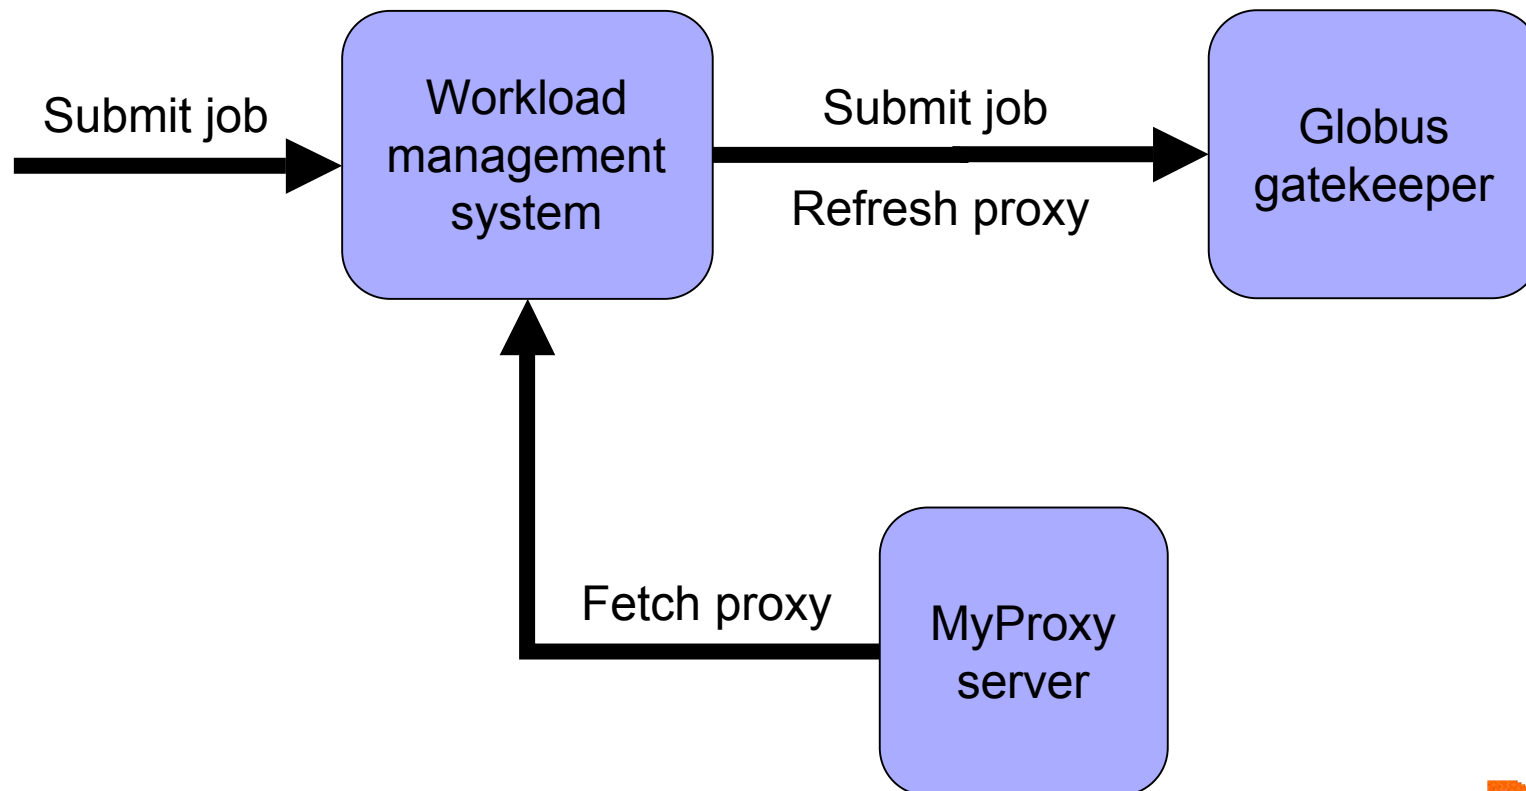 Submit job
Workload
management
system
Submit job
Refresh proxy
Globus
gatekeeper
Fetch proxy
MyProxy
server